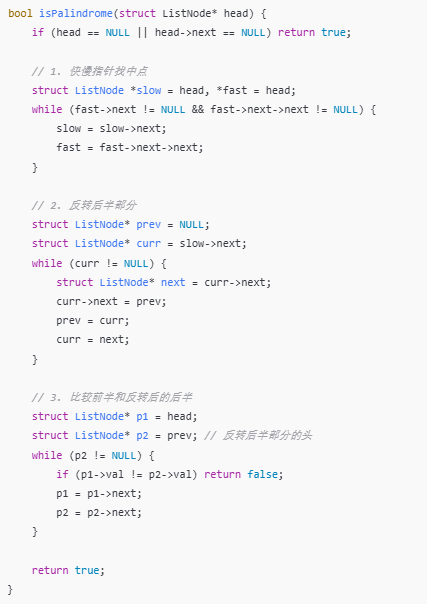 bool isPalindrome(struct ListNode* head) {
    if (head == NULL || head->next == NULL) return true;

    // 1. 快慢指针找中点
    struct ListNode *slow = head, *fast = head;
    while (fast->next != NULL && fast->next->next != NULL) {
        slow = slow->next;
        fast = fast->next->next;
    }

    // 2. 反转后半部分
    struct ListNode* prev = NULL;
    struct ListNode* curr = slow->next;
    while (curr != NULL) {
        struct ListNode* next = curr->next;
        curr->next = prev;
        prev = curr;
        curr = next;
    }

    // 3. 比较前半和反转后的后半
    struct ListNode* p1 = head;
    struct ListNode* p2 = prev; // 反转后半部分的头
    while (p2 != NULL) {
        if (p1->val != p2->val) return false;
        p1 = p1->next;
        p2 = p2->next;
    }

    return true;
}